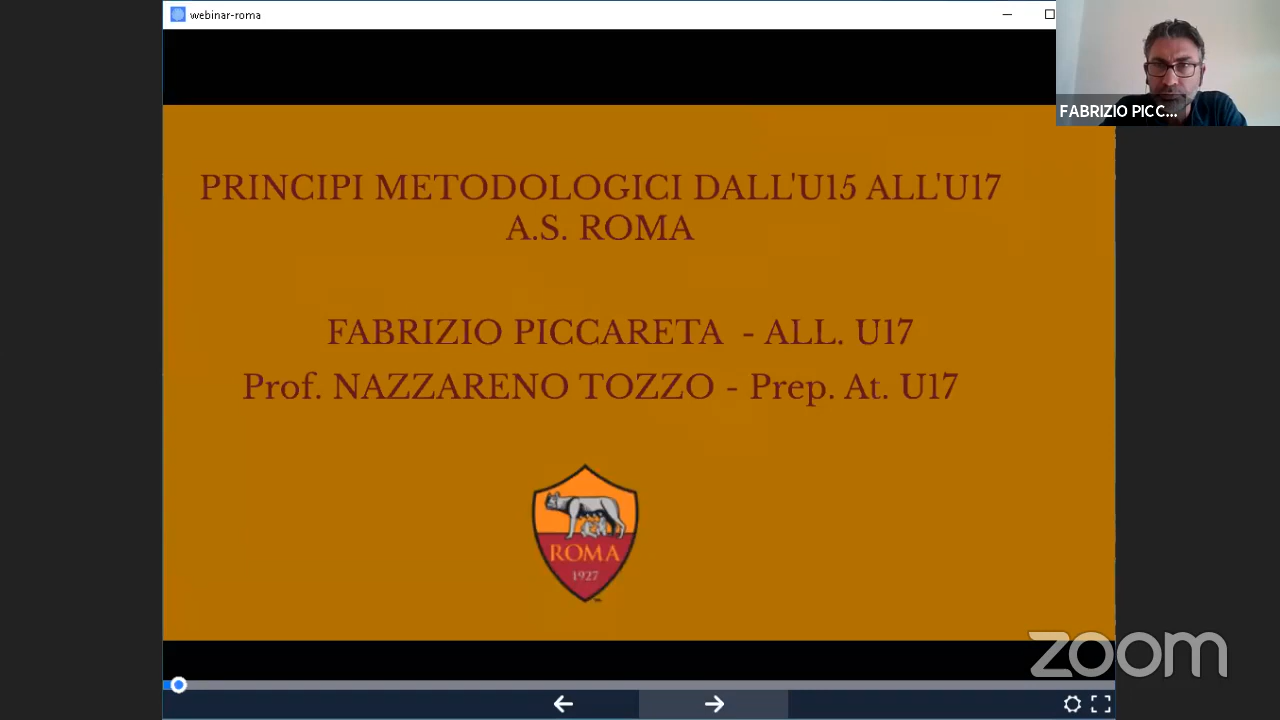 webinar-roma
FABRIZIO PICC...
PRINCIPI METODOLOGICI DALL'U15 ALL'U17
A.S. ROMA
FABRIZIO PICCARETA - ALL. U17
Prof. NAZZARENO TOZZO - Prep. At. U17
ROMA
1927
zoom